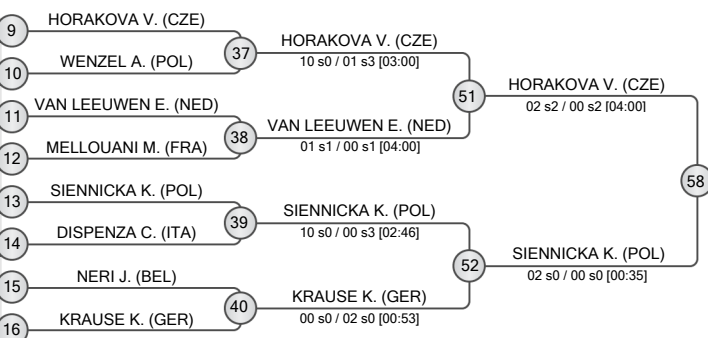 9
HORAKOVA V. (CZE)
10
WENZEL A. (POL)
37
HORAKOVA V. (CZE)
10 s0 / 01 s3 [03:00]
11
VAN LEEUWEN E. (NED)
12
MELLOUANI M. (FRA)
38
VAN LEEUWEN E. (NED)
01 s1 / 00 s1 [04:00]
51
HORAKOVA V. (CZE)
02 s2 / 00 s2 [04:00]
13
SIENNICKA K. (POL)
14
DISPENZA C. (ITA)
39
SIENNICKA K. (POL)
10 s0 / 00 s3 [02:46]
15
NERI J. (BEL)
16
KRAUSE K. (GER)
40
KRAUSE K. (GER)
00 s0 / 02 s0 [00:53]
52
SIENNICKA K. (POL)
02 s0 / 00 s0 [00:35]
58